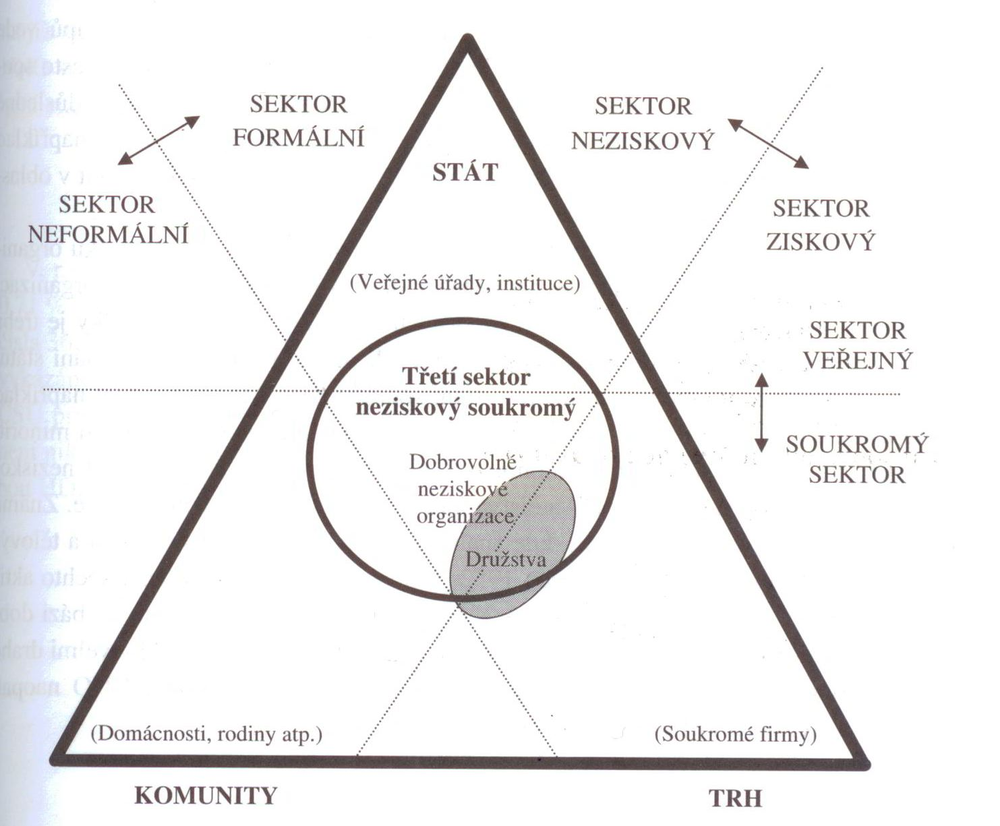 SEKTOR
FORMÁLNÍ
SEKTOR
NEZISKOVÝ
STÁT
SEKTOR
NEFORMÁLNÍ
SEKTOR
ZISKOVÝ
(Veřejné úřady, instituce)
SEKTOR
VEŘEJNÝ
Třetí sektor
neziskový soukromý
SOUKROMÝ
SEKTOR
Dobrovolné
neziskové
organizace
Družstva
(Domácnosti, rodiny atp.)
(Soukromé firmy)
KOMUNITY
TRH